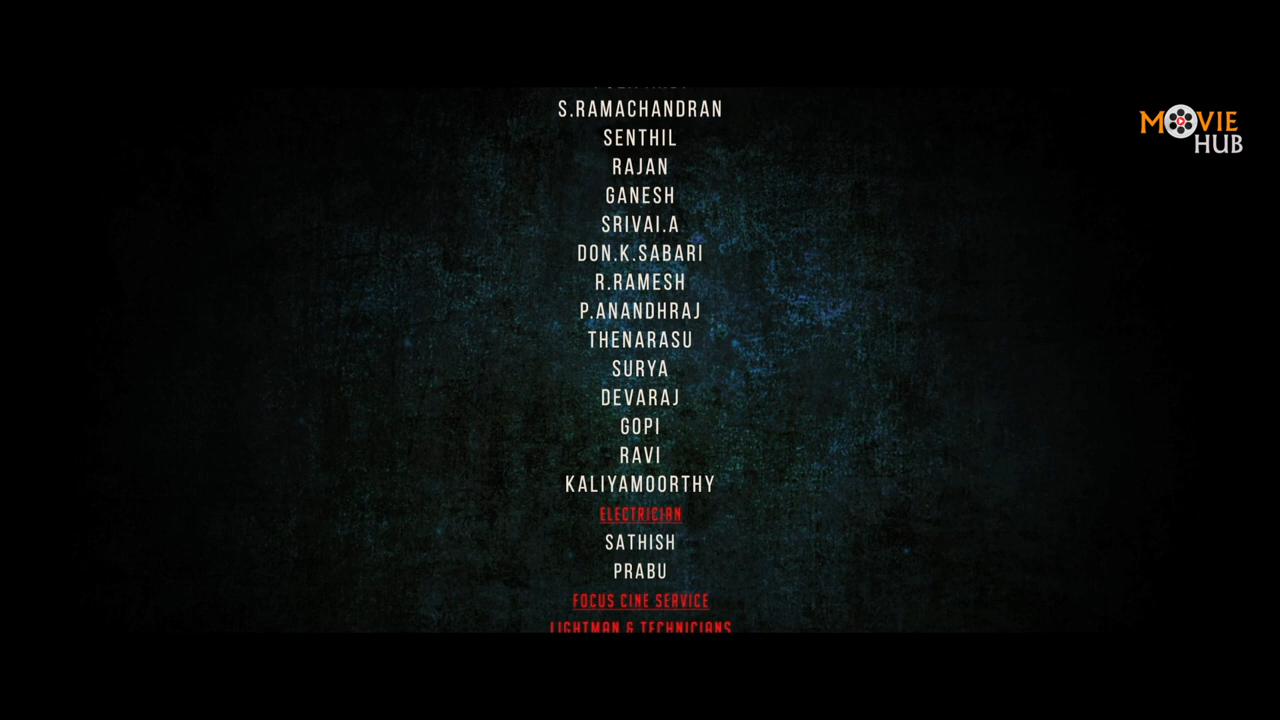 S.RAMACHANDRAN
SENTHIL
RAJAN
GANESH
SRIVAI.A
DON.K.SABARI
R.RAMESH
P.ANANDHRAJ
THENARASU
SURYA
DEVARAJ
GOPI
RAVI
KALIYAMOORTHY
ELECTRICIAN
SATHISH
PRABU
FOCUS CINE SERVICE
LIGHTMAN & TECHNICIANS
MOVIE
HUB